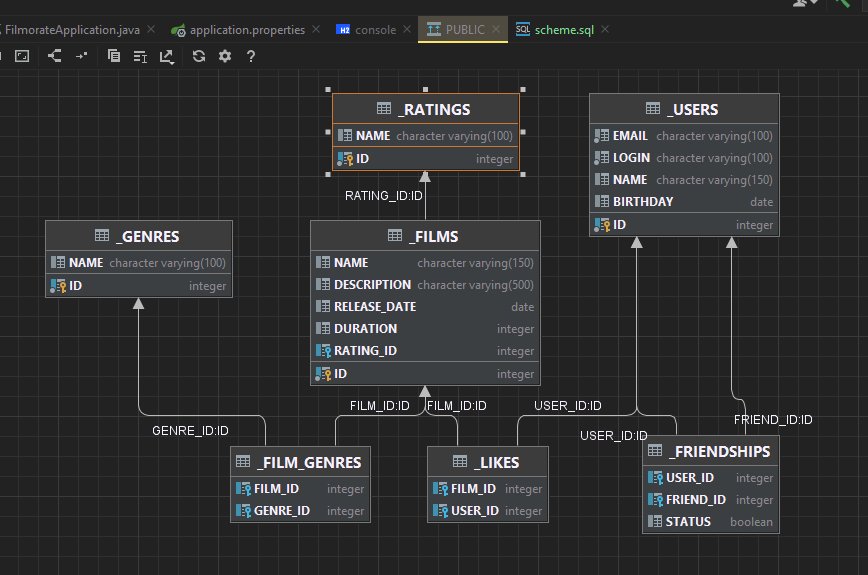 FilmorateApplication.java
application.properties
console
PUBLIC
scheme.sql
_RATINGS
NAME character varying(100)
ID integer
_USERS
EMAIL character varying(100)
LOGIN character varying(100)
NAME character varying(150)
BIRTHDAY date
ID integer
RATING_ID:ID
_GENRES
NAME character varying(100)
ID integer
_FILMS
NAME character varying(150)
DESCRIPTION character varying(500)
RELEASE_DATE date
DURATION integer
RATING_ID integer
ID integer
FILM_ID:ID
FILM_ID:ID
USER_ID:ID
FRIEND_ID:ID
GENRE_ID:ID
USER_ID:ID
_FILM_GENRES
FILM_ID integer
GENRE_ID integer
_LIKES
FILM_ID integer
USER_ID integer
_FRIENDSHIPS
USER_ID integer
FRIEND_ID integer
STATUS boolean